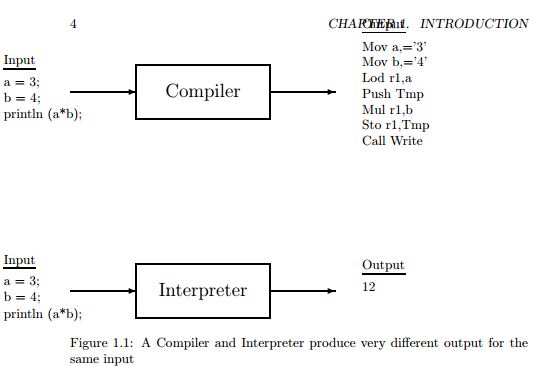 4 CHAPTER 1. INTRODUCTION
Input
a = 3;
b = 4;
println (a*b);
Compiler
Output
Mov a,='3'
Mov b,='4'
Lod r1,a
Push Tmp
Mul r1,b
Sto r1,Tmp
Call Write
Input
a = 3;
b = 4;
println (a*b);
Interpreter
Output
12
Figure 1.1: A Compiler and Interpreter produce very different output for the
same input